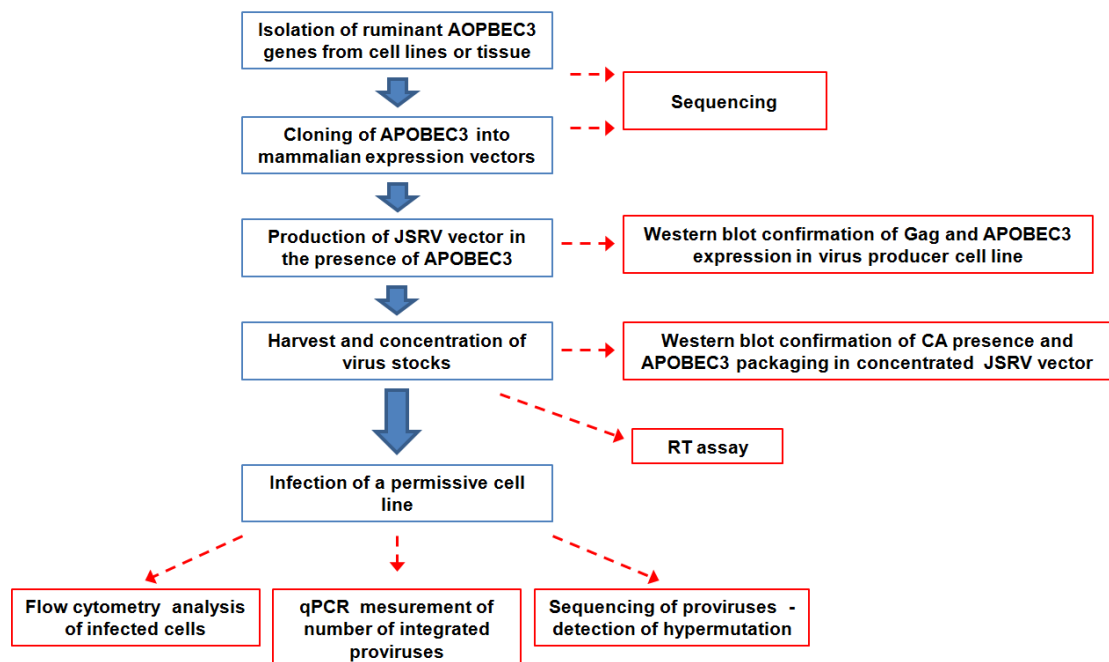 Isolation of ruminant AOPBEC3
genes from cell lines or tissue
Sequencing
Cloning of APOBEC3 into
mammalian expression vectors
Production of JSRV vector in
the presence of APOBEC3
Western blot confirmation of Gag and APOBEC3
expression in virus producer cell line
Harvest and concentration of
virus stocks
Western blot confirmation of CA presence and
APOBEC3 packaging in concentrated JSRV vector
RT assay
Infection of a permissive cell
line
Flow cytometry analysis
of infected cells
qPCR mesurement of
number of integrated
proviruses
Sequencing of proviruses -
detection of hypermutation